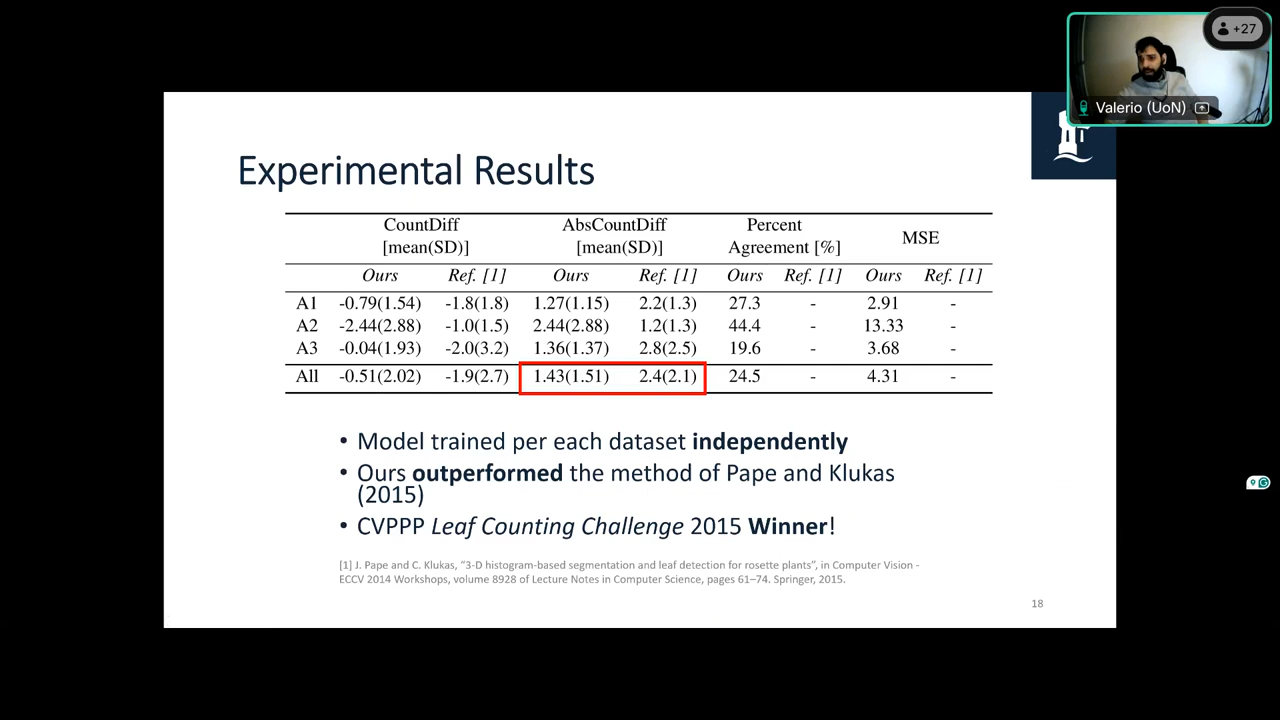 +27
Valerio (UoN)
Experimental Results
CountDiff AbsCountDiff Percent MSE
[mean(SD)] [mean(SD)] Agreement [%]
Ours Ref. [1] Ours Ref. [1] Ours Ref. [1] Ours Ref. [1]
A1 -0.79(1.54) -1.8(1.8) 1.27(1.15) 2.2(1.3) 27.3 - 2.91 -
A2 -2.44(2.88) -1.0(1.5) 2.44(2.88) 1.2(1.3) 44.4 - 13.33 -
A3 -0.04(1.93) -2.0(3.2) 1.36(1.37) 2.8(2.5) 19.6 - 3.68 -
All -0.51(2.02) -1.9(2.7) 1.43(1.51) 2.4(2.1) 24.5 - 4.31 -
• Model trained per each dataset independently
• Ours outperformed the method of Pape and Klukas
(2015)
• CVPPP Leaf Counting Challenge 2015 Winner!
[1] J. Pape and C. Klukas, “3-D histogram-based segmentation and leaf detection for rosette plants”, in Computer Vision -
ECCV 2014 Workshops, volume 8928 of Lecture Notes in Computer Science, pages 61–74. Springer, 2015.
18